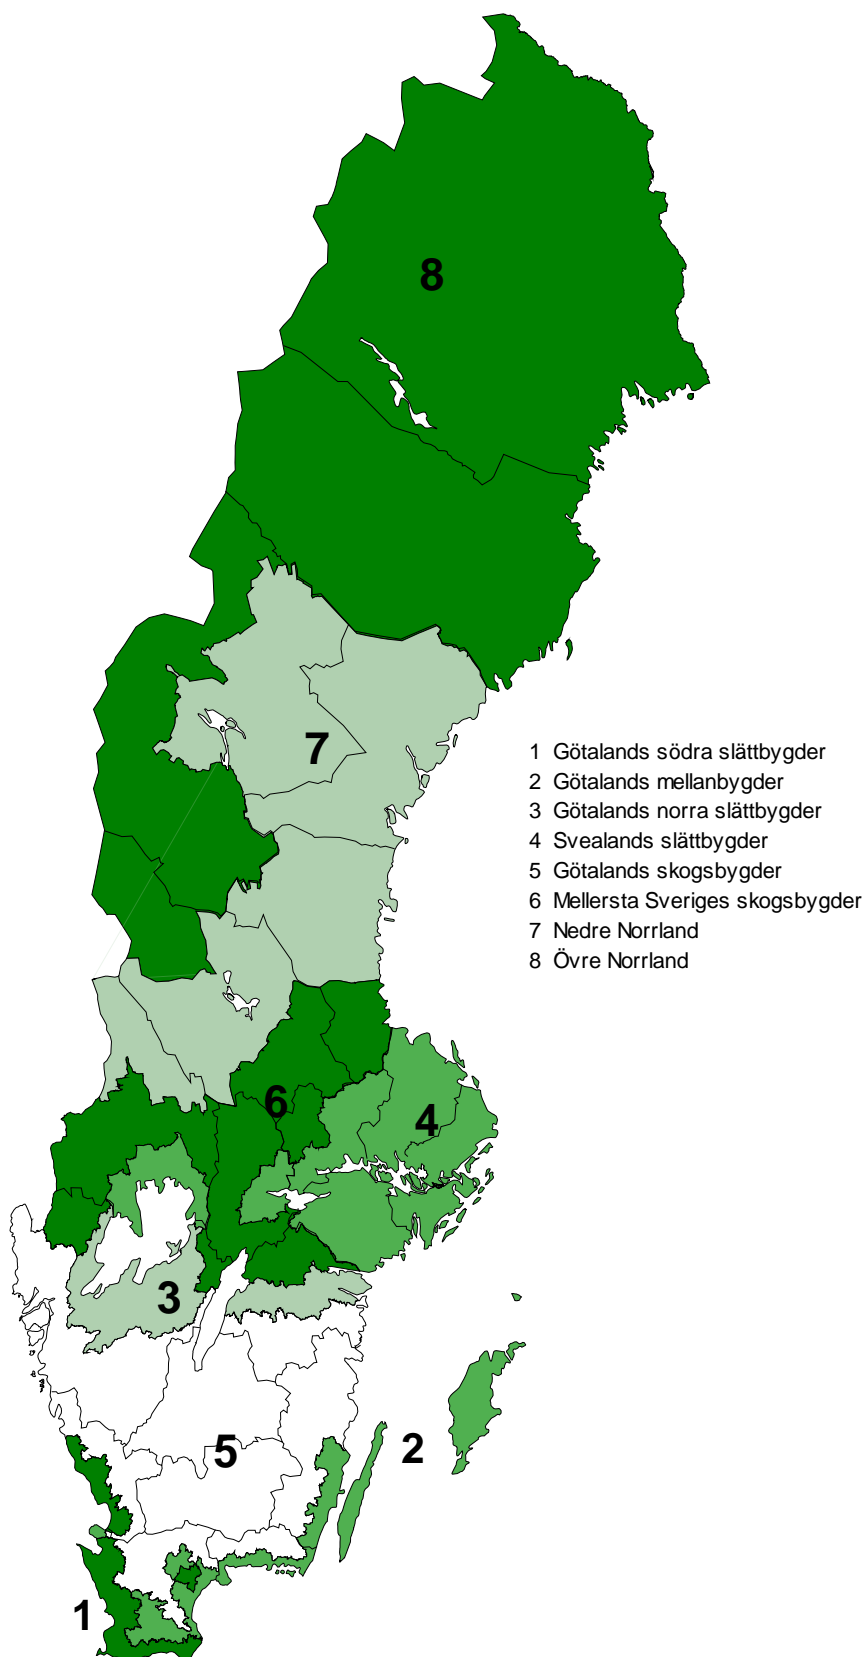 8
7
1 Götalands södra slättbygder
2 Götalands mellanbygder
3 Götalands norra slättbygder
4 Svealands slättbygder
5 Götalands skogsbygder
6 Mellersta Sveriges skogsbygder
7 Nedre Norrland
8 Övre Norrland
6
4
3
5
2
1